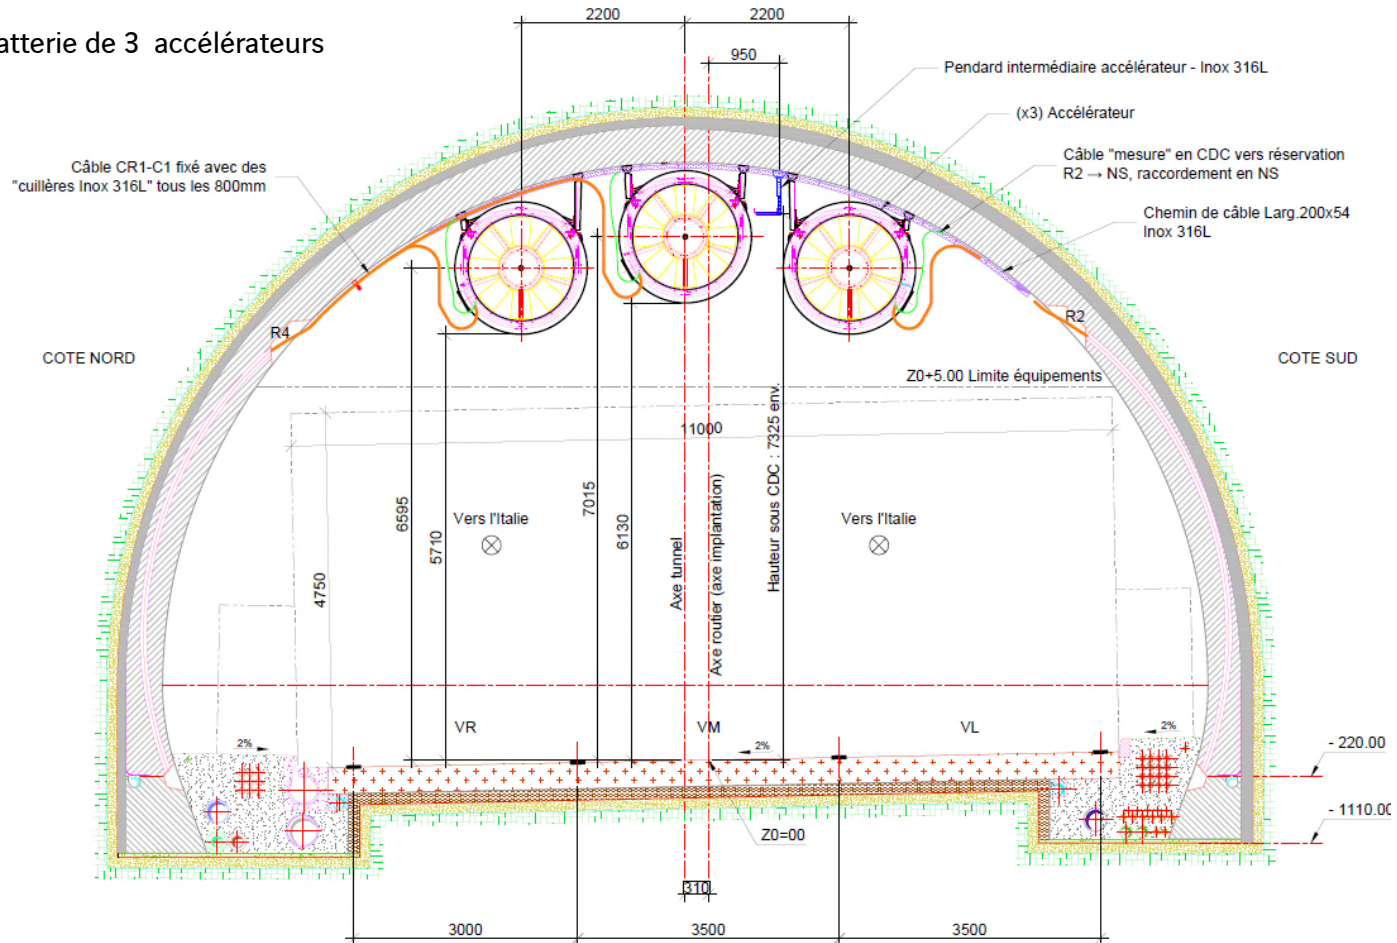 atterie de 3 accélérateurs
2200
2200
950
Pendard intermédiaire accélérateur - Inox 316L
(x3) Accélérateur
Câble "mesure" en CDC vers réservation
R2 → NS, raccordement en NS
Chemin de câble Larg.200x54
Inox 316L
Câble CR1-C1 fixé avec des
"cuillères Inox 316L" tous les 800mm
R4
R2
COTE NORD
COTE SUD
Z0+5.00 Limite équipements
11000
4750
6595
5710
7015
6130
Vers l'Italie
Vers l'Italie
Axe tunnel
Axe routier (axe implantation)
Hauteur sous CDC : 7325 env.
VR
VM
VL
2%
2%
2%
- 220.00
- 1110.00
Z0=00
310
3000
3500
3500